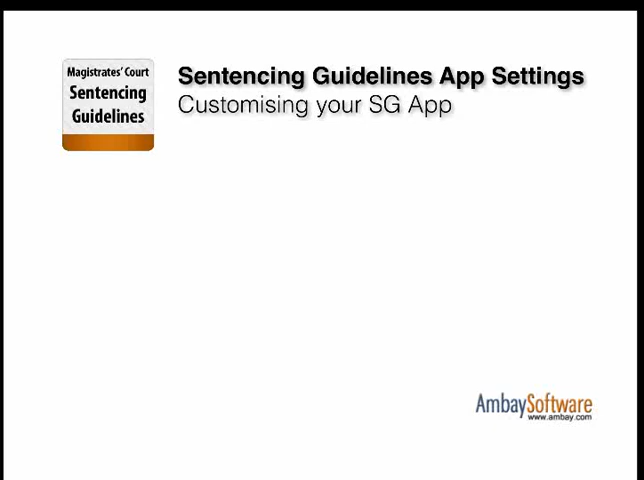 Magistrates' Court
Sentencing
Guidelines
Sentencing Guidelines App Settings
Customising your SG App
AmbaySoftware
www.ambay.com